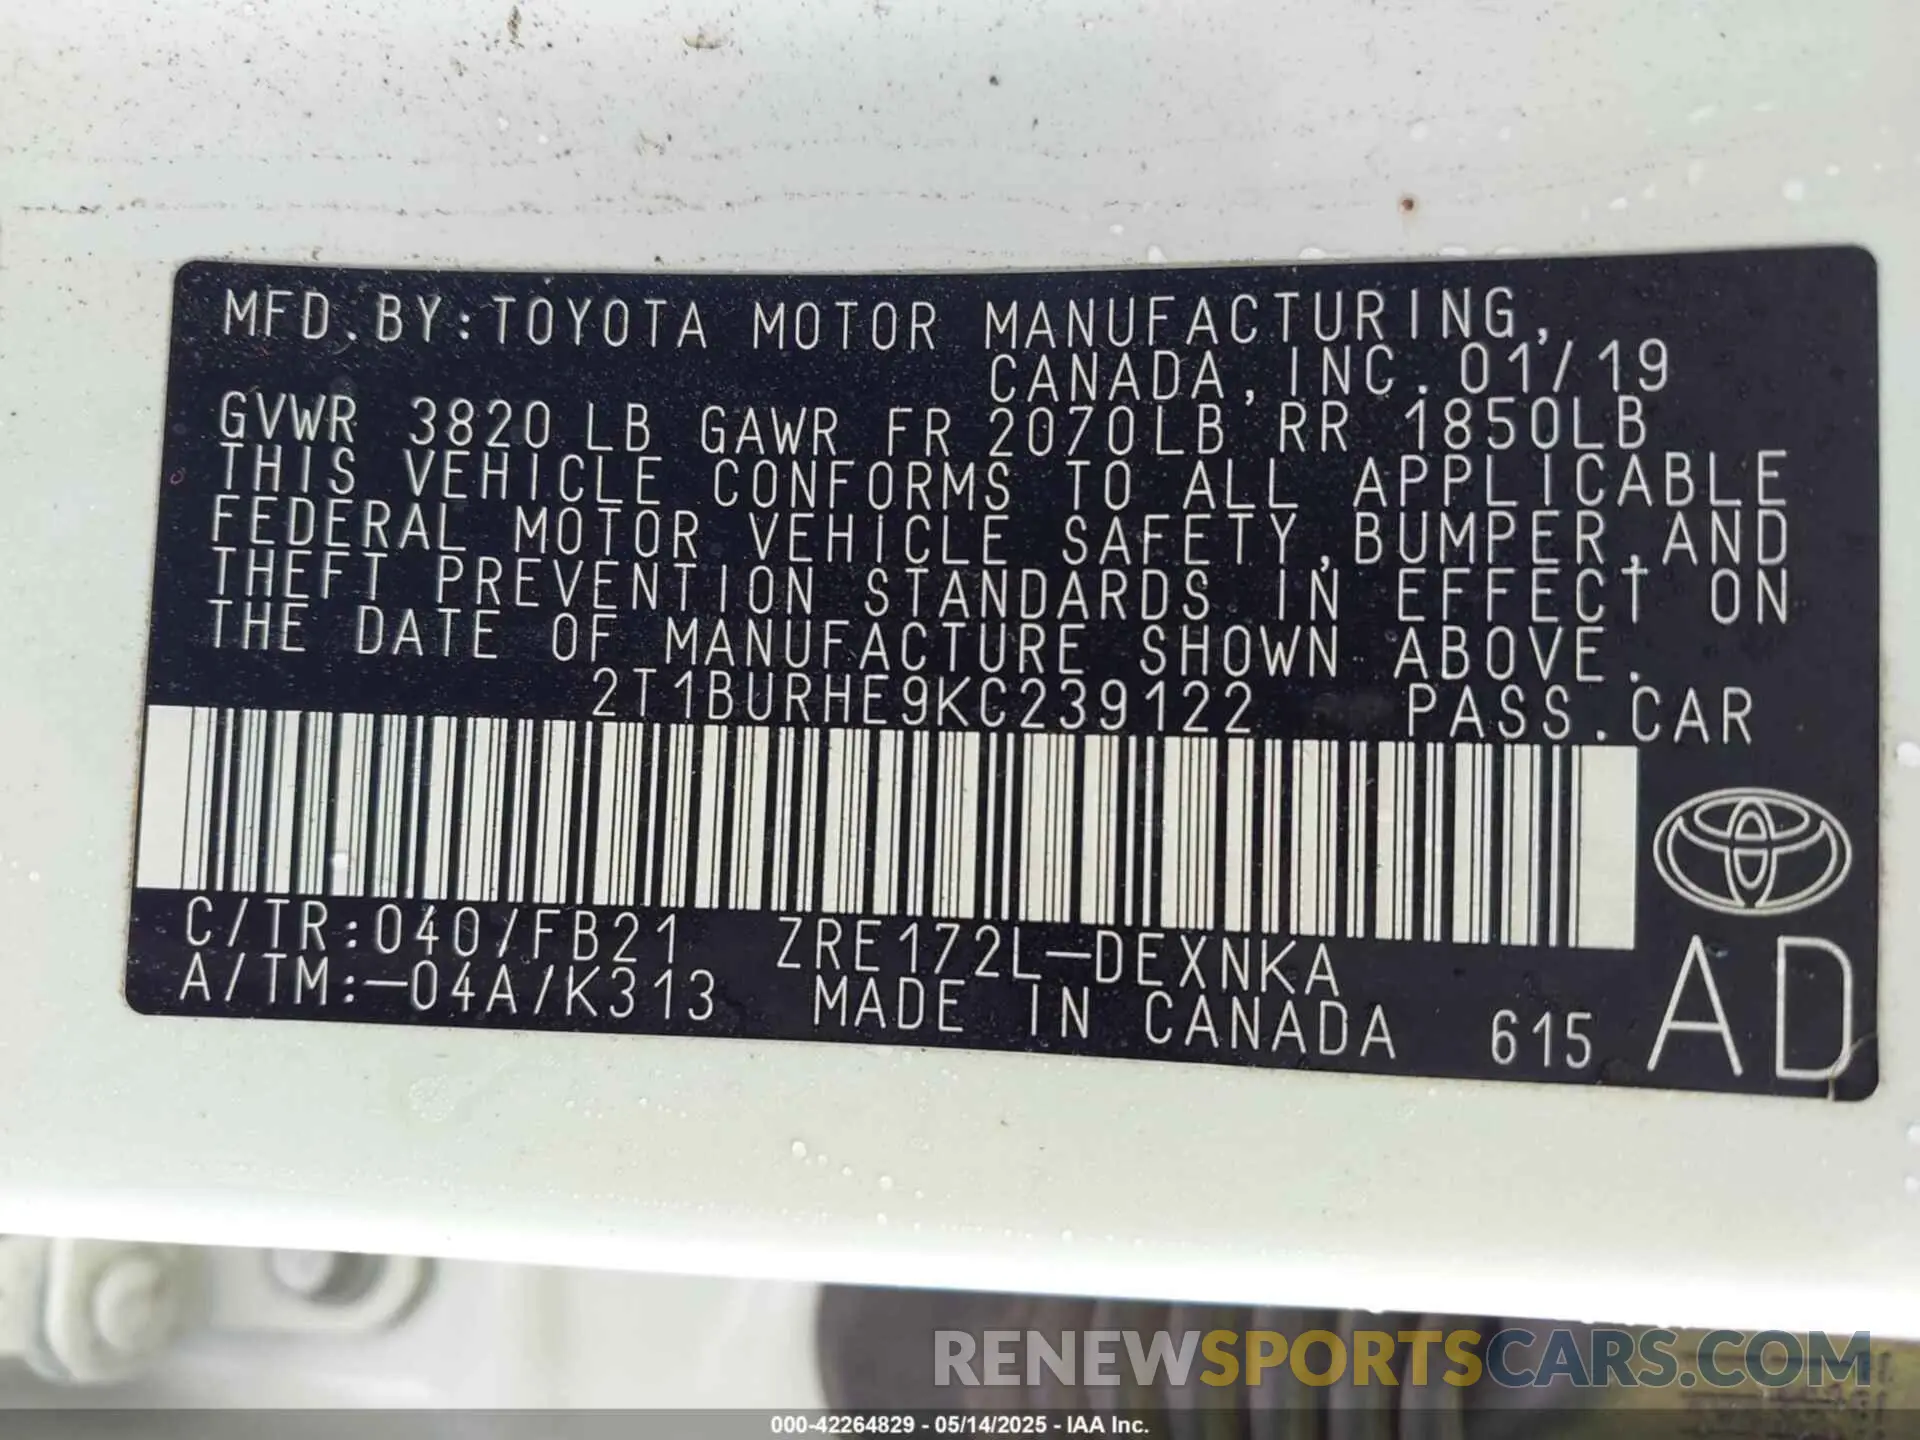 MFD.BY:TOYOTA MOTOR MANUFACTURING,
CANADA,INC.01/19
GVWR 3820LB GAWR FR 2070LB RR 1850LB
THIS VEHICLE CONFORMS TO ALL APPLICABLE
FEDERAL MOTOR VEHICLE SAFETY,BUMPER,AND
THEFT PREVENTION STANDARDS IN EFFECT ON
THE DATE OF MANUFACTURE SHOWN ABOVE.
2T1BURHE9KC239122 PASS.CAR
C/TR:040/FB21 ZRE172L-DEXNKA
A/TM:-04A/K313 MADE IN CANADA 615 AD
RENEWSPORTSCARS.COM
000-42264829 - 05/14/2025 - IAA Inc.